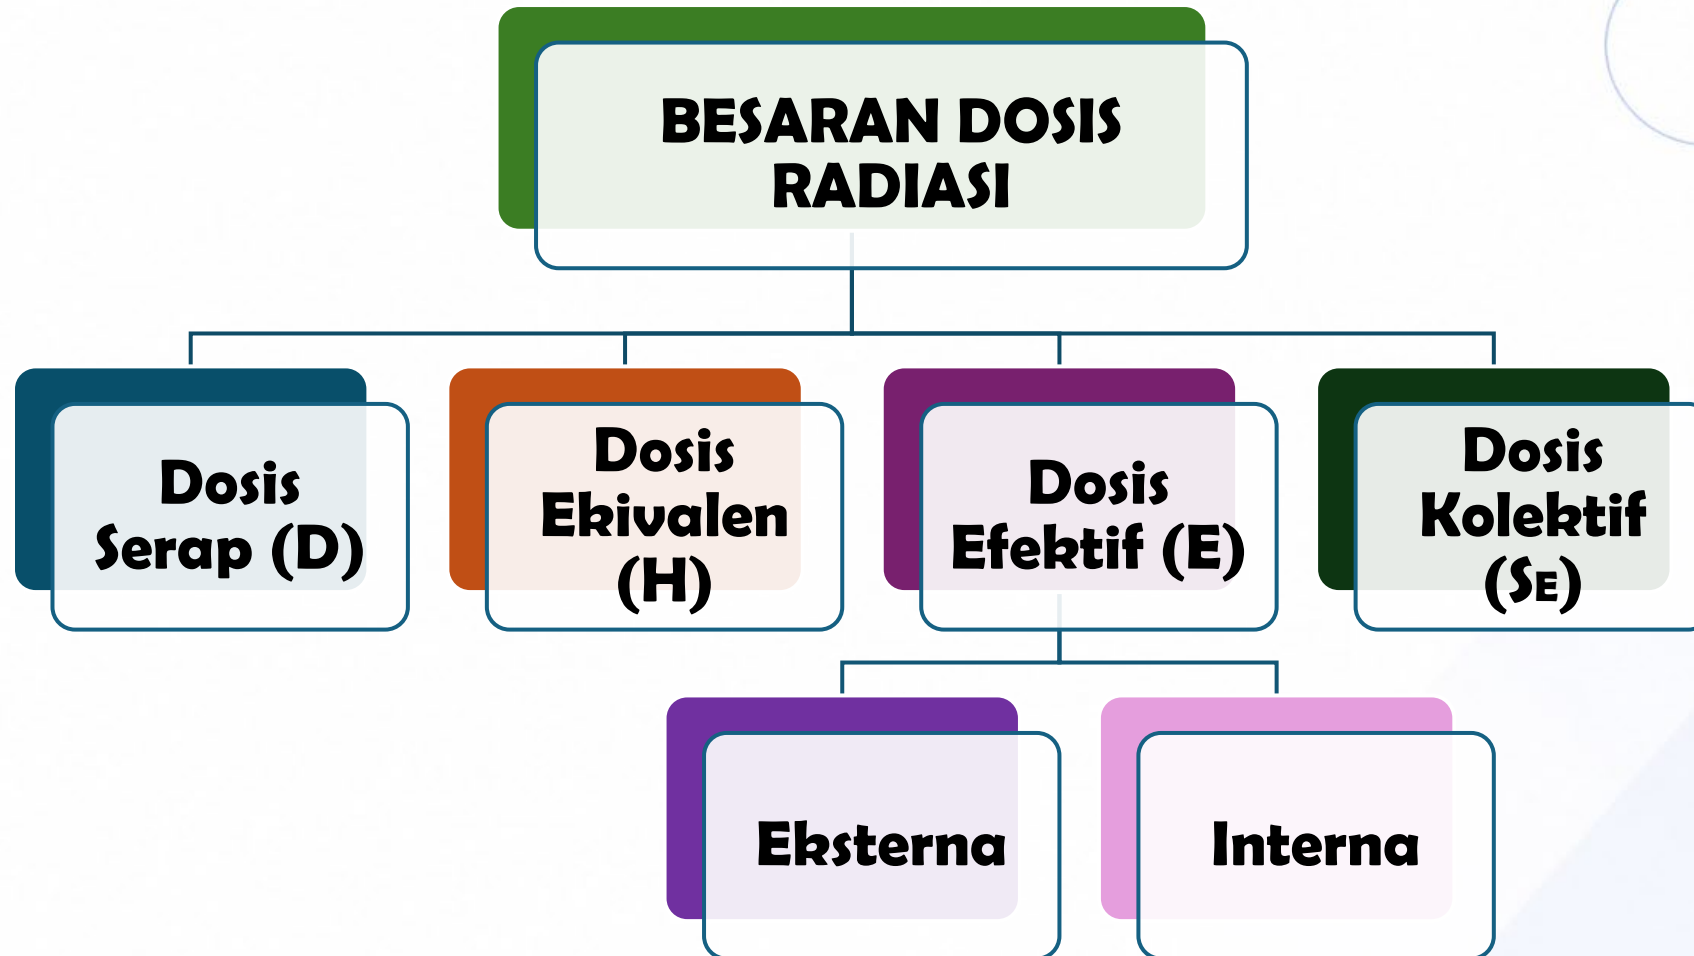 BESARAN DOSIS
RADIASI
Dosis
Serap (D)
Dosis
Ekivalen
(H)
Dosis
Efektif (E)
Dosis
Kolektif
(SE)
Eksterna
Interna